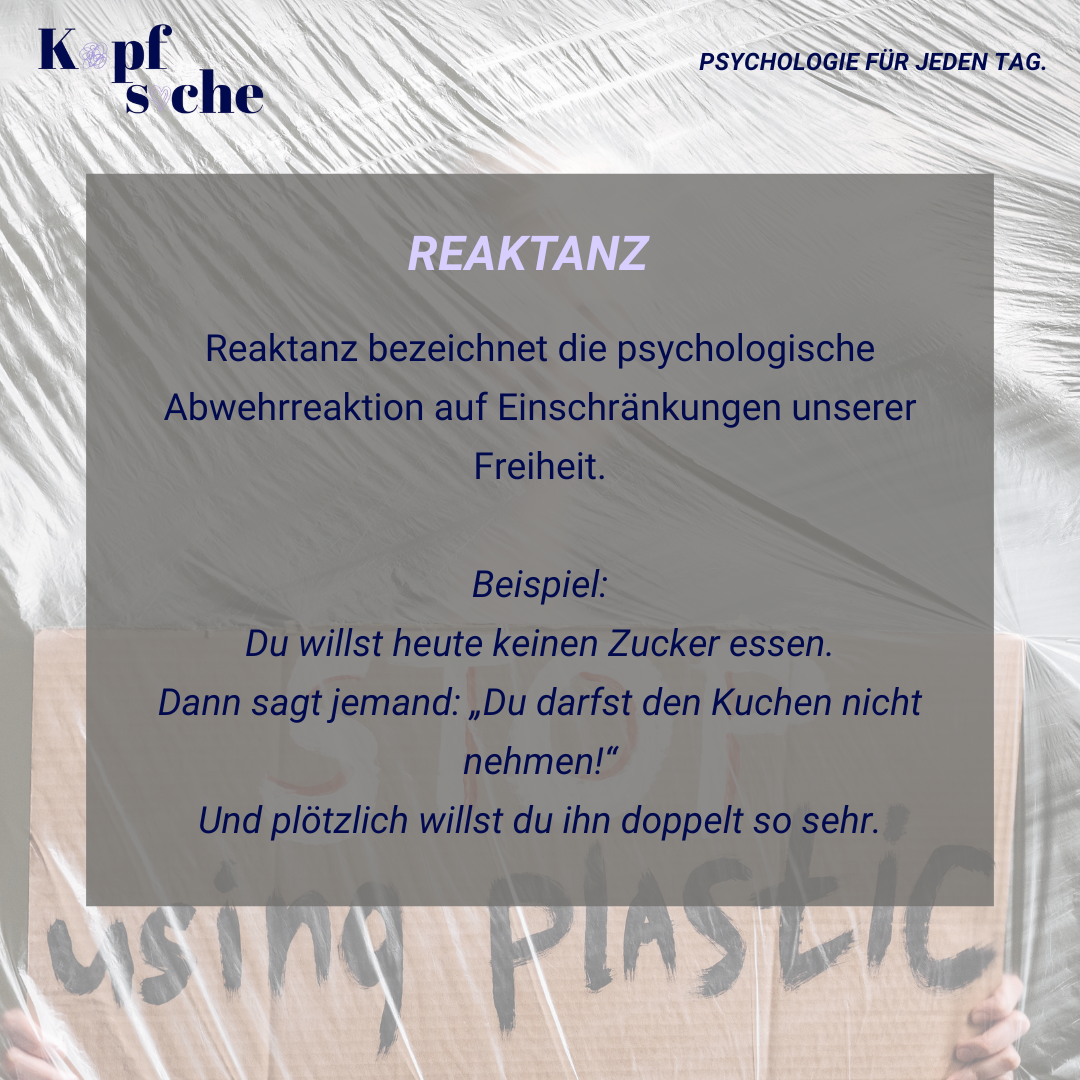 Kopf
sache
PSYCHOLOGIE FÜR JEDEN TAG.
REAKTANZ
Reaktanz bezeichnet die psychologische
Abwehrreaktion auf Einschränkungen unserer
Freiheit.
Beispiel:
Du willst heute keinen Zucker essen.
Dann sagt jemand: „Du darfst den Kuchen nicht
nehmen!“
Und plötzlich willst du ihn doppelt so sehr.
STOP
using plastic